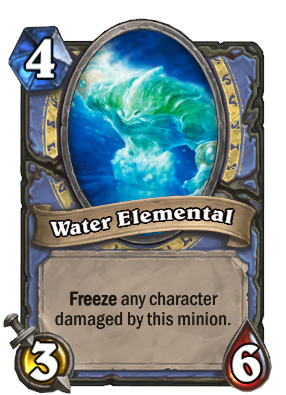 4
Water Elemental
Freeze any character
damaged by this minion.
3
6